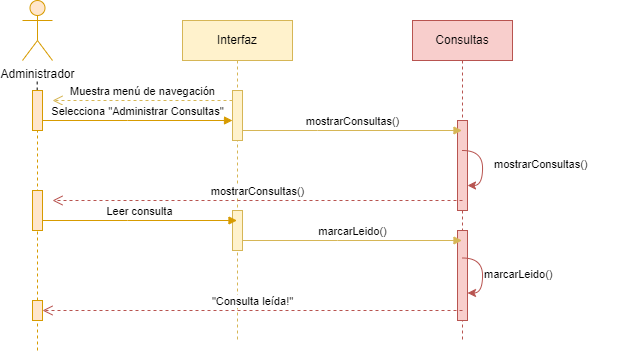 Interfaz
Consultas
Administrador
Muestra menú de navegación
Selecciona "Administrar Consultas"
mostrarConsultas()
mostrarConsultas()
mostrarConsultas()
Leer consulta
marcarLeido()
marcarLeido()
"Consulta leída!"